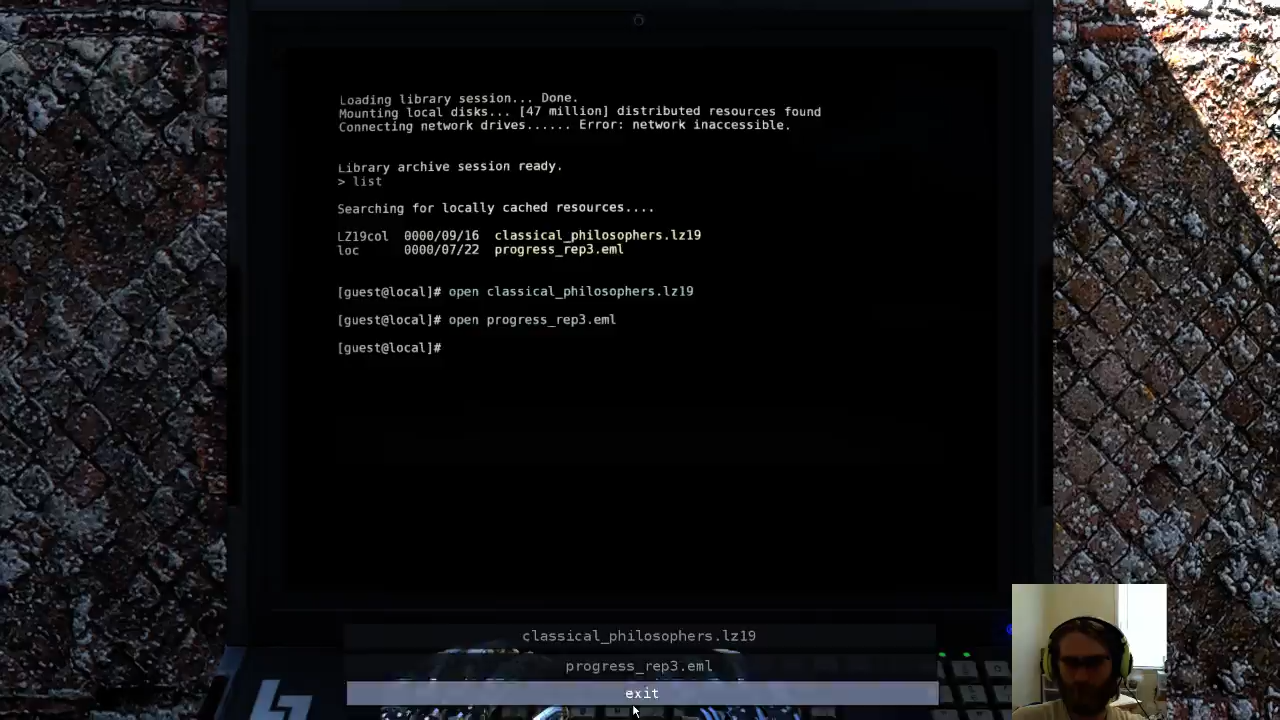 Loading library session... Done.
Mounting local disks... [47 million] distributed resources found
Connecting network drives...... Error: network inaccessible.
Library archive session ready.
> list
Searching for locally cached resources....
LZ19col 0000/09/16 classical_philosophers.lz19
loc 0000/07/22 progress_rep3.eml
[guest@local]# open classical_philosophers.lz19
[guest@local]# open progress_rep3.eml
[guest@local]#
classical_philosophers.lz19
progress_rep3.eml
exit